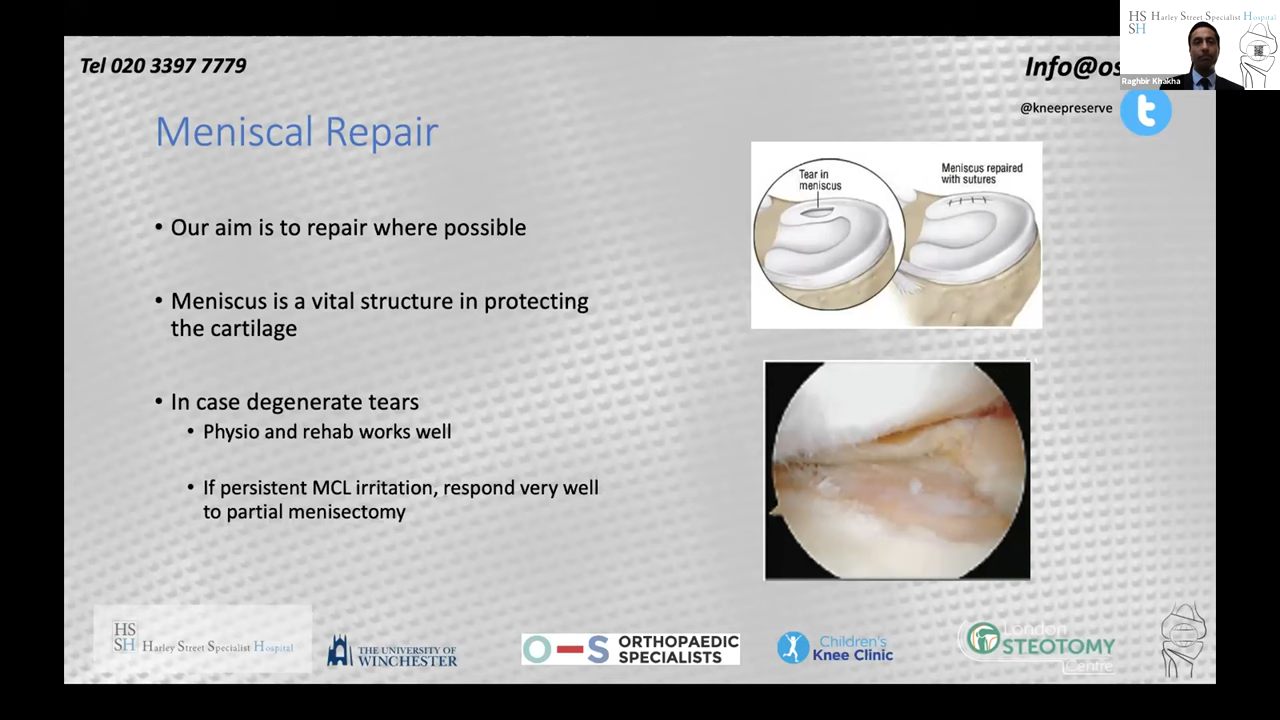 Tel 020 3397 7779
Info@os
@kneepreserve
HS
SH Harley Street Specialist Hospital
Raghbir Khakha
Meniscal Repair
• Our aim is to repair where possible
• Meniscus is a vital structure in protecting
the cartilage
• In case degenerate tears
• Physio and rehab works well
• If persistent MCL irritation, respond very well
to partial menisectomy
Tear in
meniscus
Meniscus repaired
with sutures
HS
SH Harley Street Specialist Hospital
THE UNIVERSITY OF
WINCHESTER
O-S ORTHOPAEDIC
SPECIALISTS
Children's
Knee Clinic
London
STEOTOMY
Centre